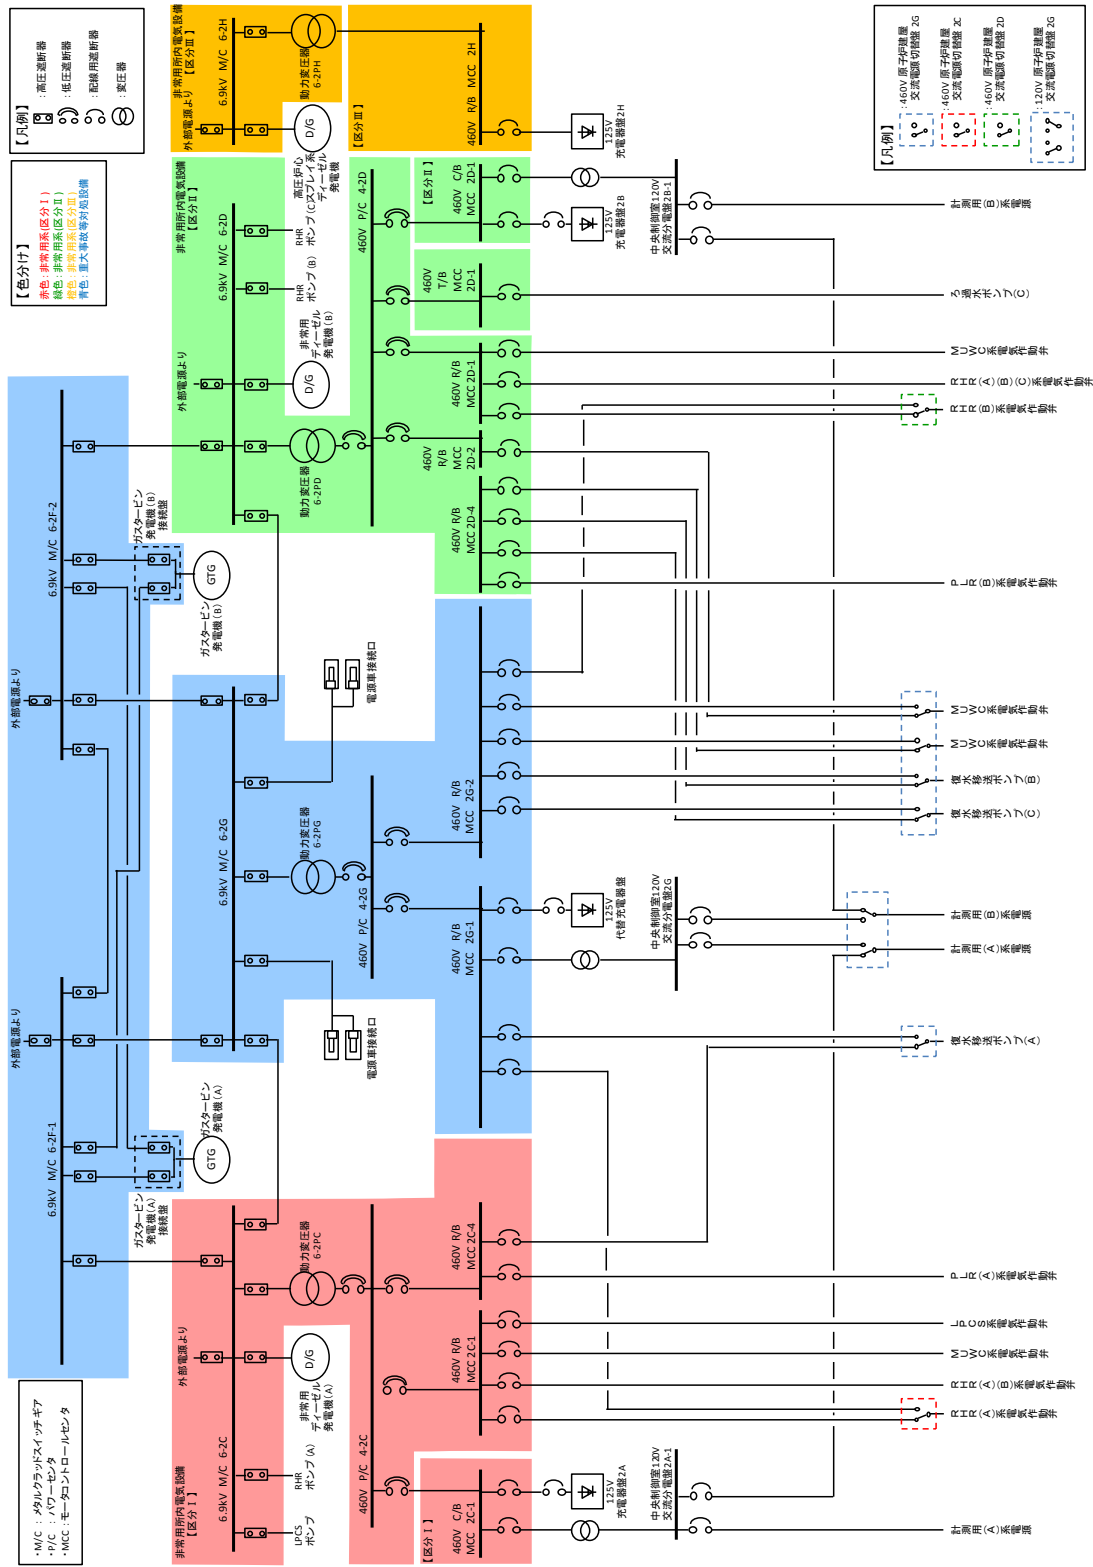 ・M/C ： メタルクラッドスイッチギア
・P/C ： パワーセンタ
・MCC：モータコントロールセンタ
【色分け】
赤色：非常用系(区分Ⅰ)
緑色：非常用系(区分Ⅱ)
橙色：非常用系(区分Ⅲ)
青色：重大事故等対処設備
【凡例】
：高圧遮断器
：低圧遮断器
：配線用遮断器
：変圧器
【凡例】
：460V 原子炉建屋
交流電源切替盤 2G
：460V 原子炉建屋
交流電源切替盤 2C
：460V 原子炉建屋
交流電源切替盤 2D
：120V 原子炉建屋
交流電源切替盤 2G
外部電源より
6.9kV M/C 6-2F-1
外部電源より
6.9kV M/C 6-2F-2
ガスタービン
発電機(A)
接続盤
GTG
ガスタービン
発電機(A)
ガスタービン
発電機(B)
接続盤
GTG
ガスタービン
発電機(B)
非常用所内電気設備
【区分Ⅰ】
6.9kV M/C 6-2C
外部電源より
LPCS
ポンプ
RHR
ポンプ(A)
非常用
ディーゼル
発電機(A)
D/G
動力変圧器
6-2PC
460V P/C 4-2C
【区分Ⅰ】
460V C/B
MCC 2C-1
460V R/B
MCC 2C-1
460V R/B
MCC 2C-4
6.9kV M/C 6-2G
電源車接続口
動力変圧器
6-2PG
電源車接続口
460V P/C 4-2G
460V R/B
MCC 2G-1
460V R/B
MCC 2G-2
非常用所内電気設備
【区分Ⅱ】
6.9kV M/C 6-2D
外部電源より
動力変圧器
6-2PD
D/G
非常用
ディーゼル
発電機(B)
RHR
ポンプ(B)
RHR
ポンプ(C)
460V P/C 4-2D
460V R/B
MCC 2D-4
460V
R/B
MCC
2D-2
460V R/B
MCC 2D-1
460V
T/B
MCC
2D-1
【区分Ⅱ】
460V C/B
MCC 2D-1
非常用所内電気設備
【区分Ⅲ】
6.9kV M/C 6-2H
外部電源より
D/G
高圧炉心
スプレイ系
ディーゼル
発電機
動力変圧器
6-2PH
【区分Ⅲ】
460V R/B MCC 2H
125V
充電器盤2A
中央制御室120V
交流分電盤2A-1
125V
代替充電器盤
中央制御室120V
交流分電盤2G
125V
充電器盤2B
中央制御室120V
交流分電盤2B-1
125V
充電器盤2H
計測用(A)系電源
RHR(A)系電気作動弁
RHR(A)(B)系電気作動弁
MUWC系電気作動弁
LPCS系電気作動弁
PLR(A)系電気作動弁
復水移送ポンプ(A)
計測用(A)系電源
計測用(B)系電源
復水移送ポンプ(C)
復水移送ポンプ(B)
MUWC系電気作動弁
MUWC系電気作動弁
PLR(B)系電気作動弁
RHR(B)系電気作動弁
RHR(A)(B)(C)系電気作動弁
MUWC系電気作動弁
ろ過水ポンプ(C)
計測用(B)系電源